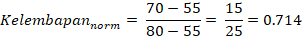 Kelembapan_norm = (70 − 55)/(80 − 55) = 15/25 = 0.714